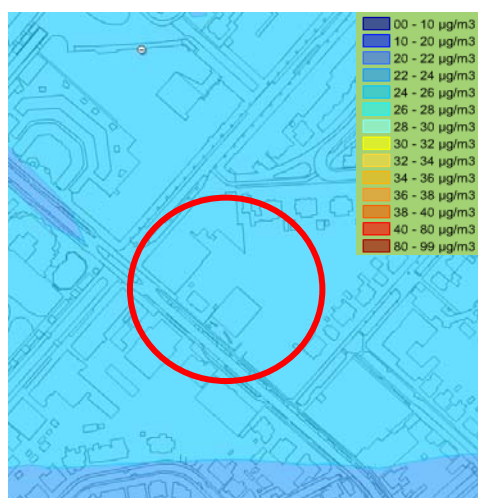 00 - 10 µg/m3
10 - 20 µg/m3
20 - 22 µg/m3
22 - 24 µg/m3
24 - 26 µg/m3
26 - 28 µg/m3
28 - 30 µg/m3
30 - 32 µg/m3
32 - 34 µg/m3
34 - 36 µg/m3
36 - 38 µg/m3
38 - 40 µg/m3
40 - 80 µg/m3
80 - 99 µg/m3